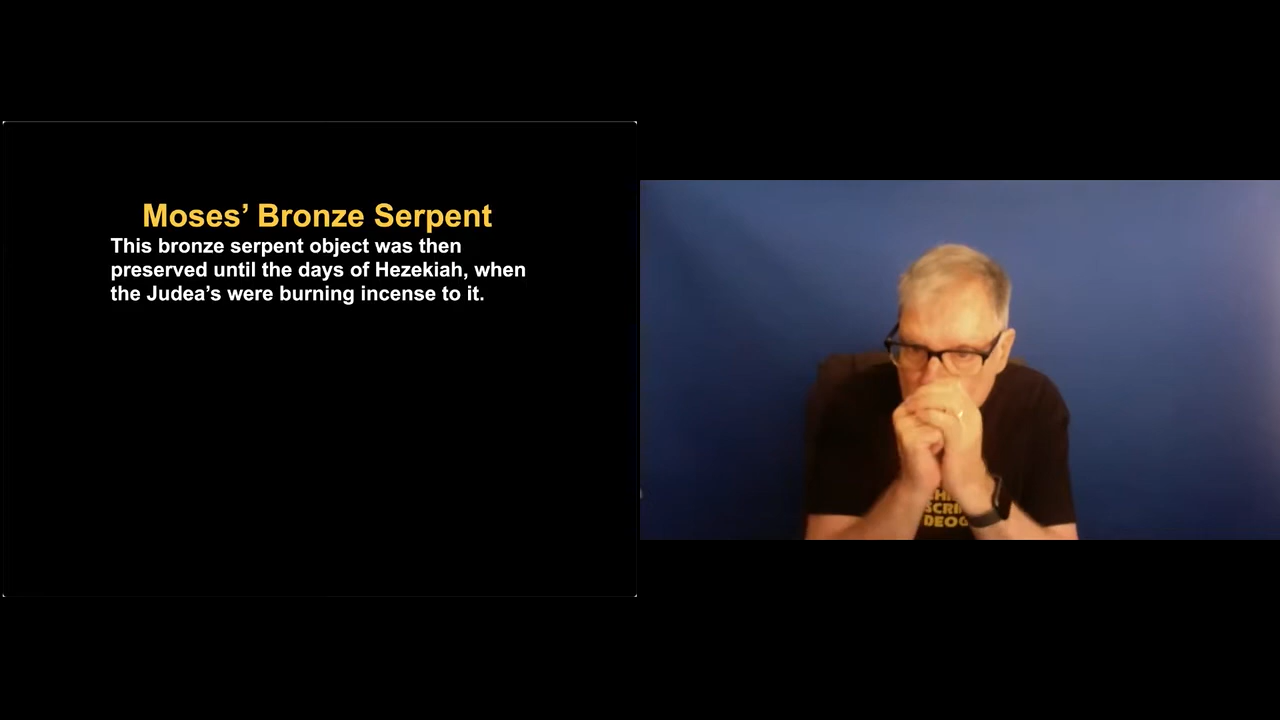 Moses’ Bronze Serpent
This bronze serpent object was then
preserved until the days of Hezekiah, when
the Judea’s were burning incense to it.